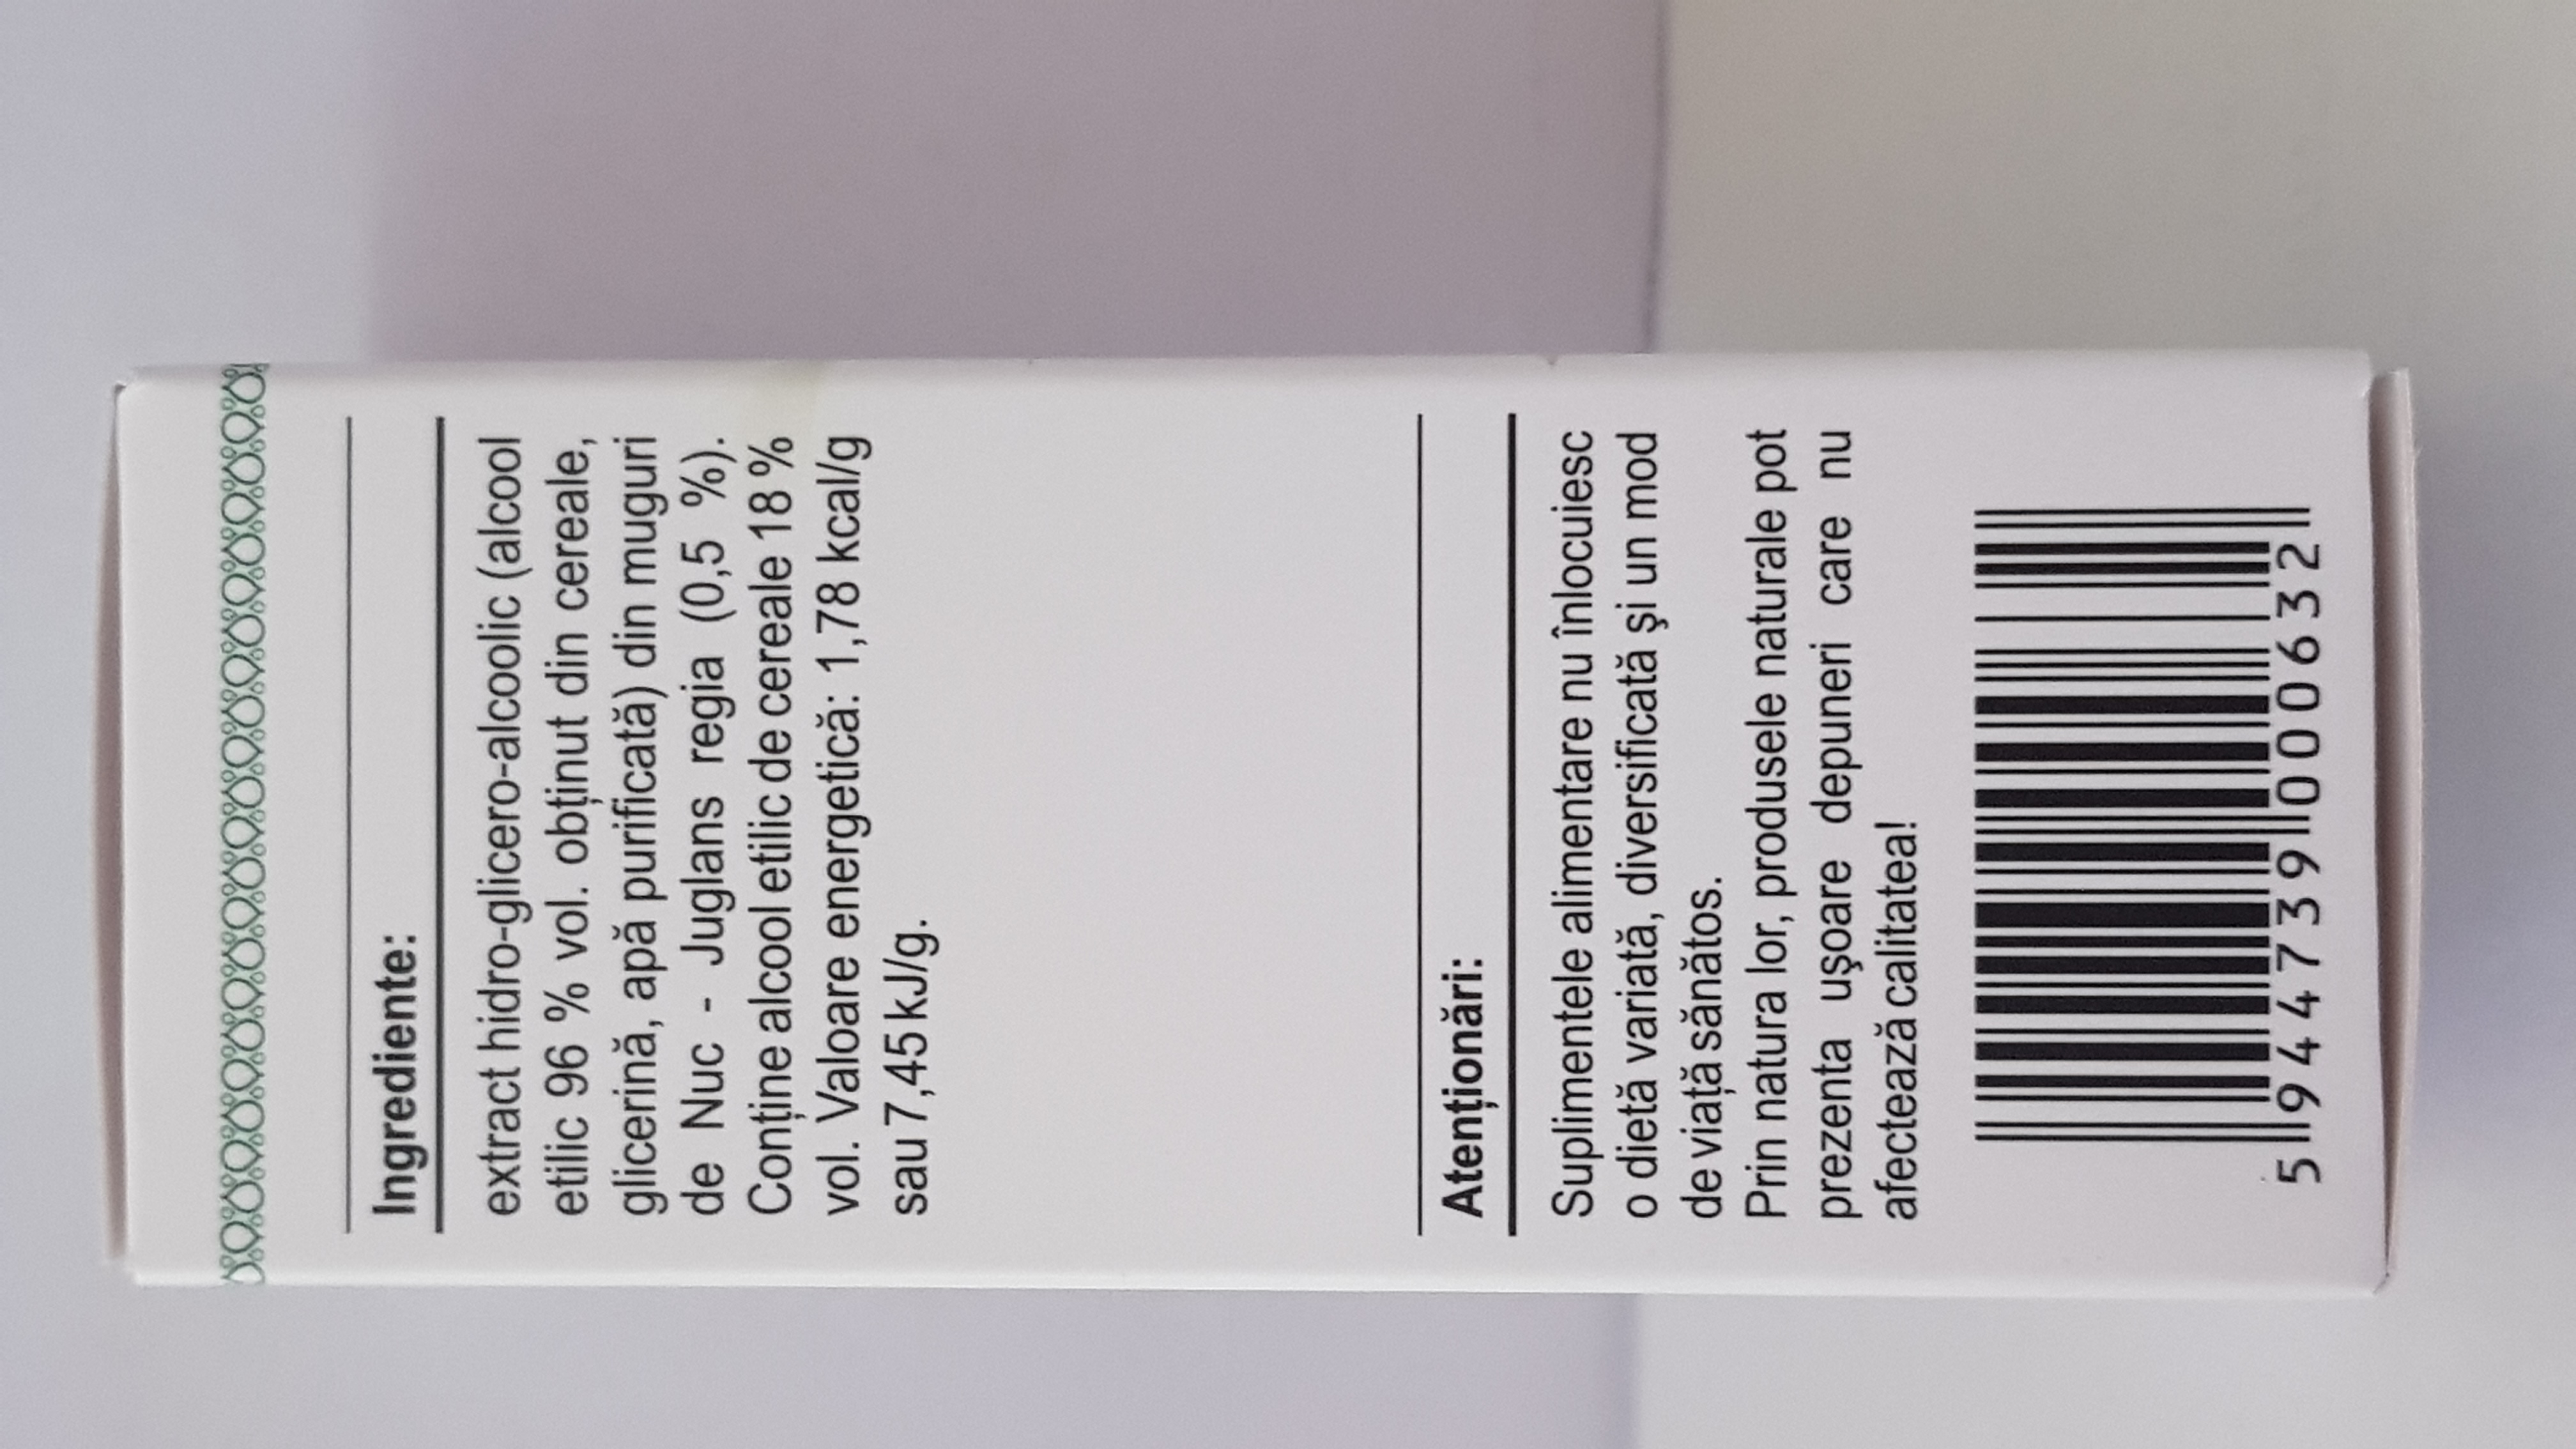 Ingrediente:
extract hidro-glicero-alcoolic (alcool
etilic 96 % vol. obținut din cereale,
glicerină, apă purificată) din muguri
de Nuc - Juglans regia (0,5 %).
Conține alcool etilic de cereale 18 %
vol. Valoare energetică: 1,78 kcal/g
sau 7,45 kJ/g.
Atenționări:
Suplimentele alimentare nu înlocuiesc
o dietă variată, diversificată şi un mod
de viață sănătos.
Prin natura lor, produsele naturale pot
prezenta uşoare depuneri care nu
afectează calitatea!
5 944739 000632